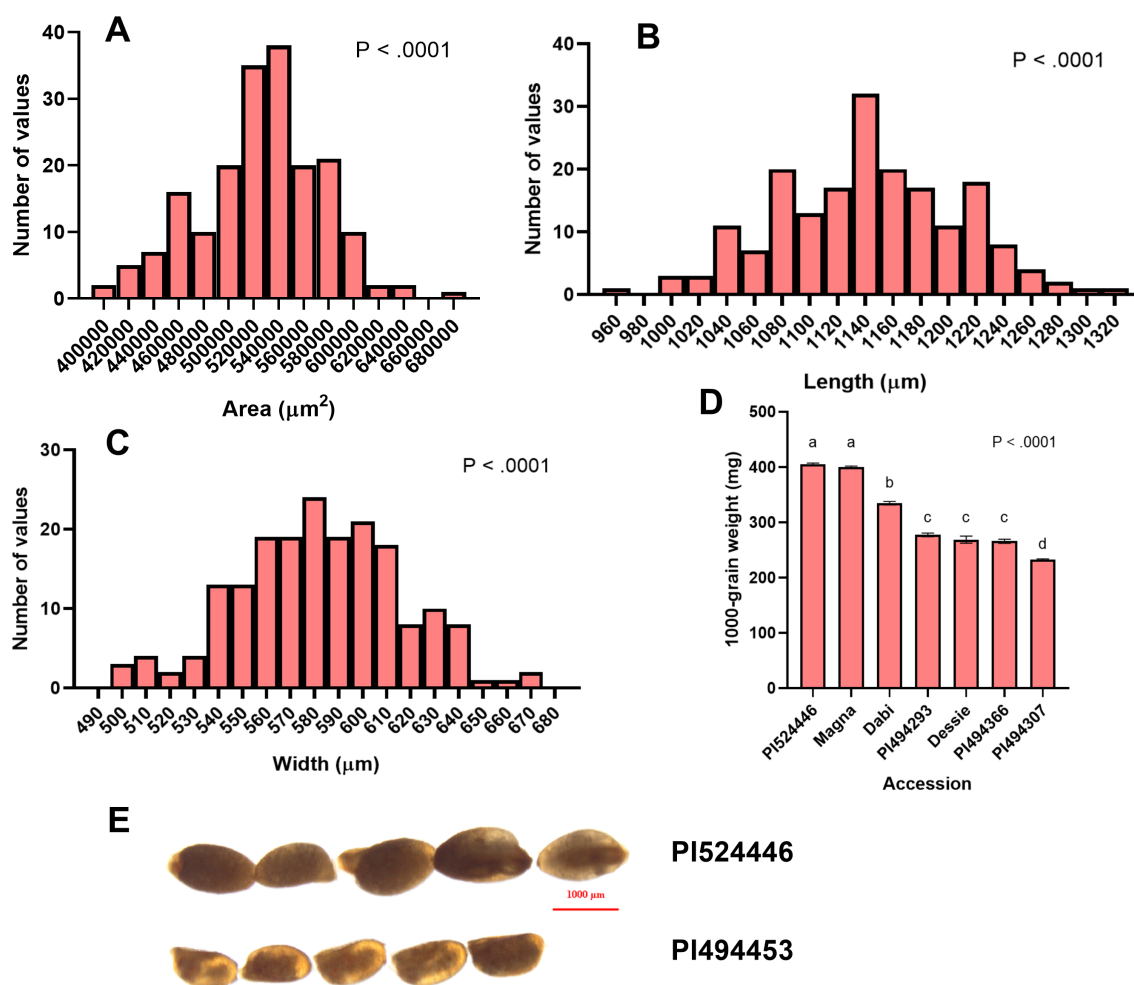 A
P < .0001
Number of values
40
30
20
10
0
400000
420000
440000
460000
480000
500000
520000
540000
560000
580000
600000
620000
640000
660000
680000
Area (μm²)
B
P < .0001
Number of values
40
30
20
10
0
960
980
1000
1020
1040
1060
1080
1100
1120
1140
1160
1180
1200
1220
1240
1260
1280
1300
1320
Length (μm)
C
P < .0001
Number of values
30
20
10
0
490
500
510
520
530
540
550
560
570
580
590
600
610
620
630
640
650
660
670
680
Width (μm)
D
P < .0001
1000-grain weight (mg)
500
400
300
200
100
0
a
a
b
c
c
c
d
PI524446
Magna
Dabi
PI494293
Dessie
PI494366
PI494307
Accession
E
PI524446
1000 μm
PI494453